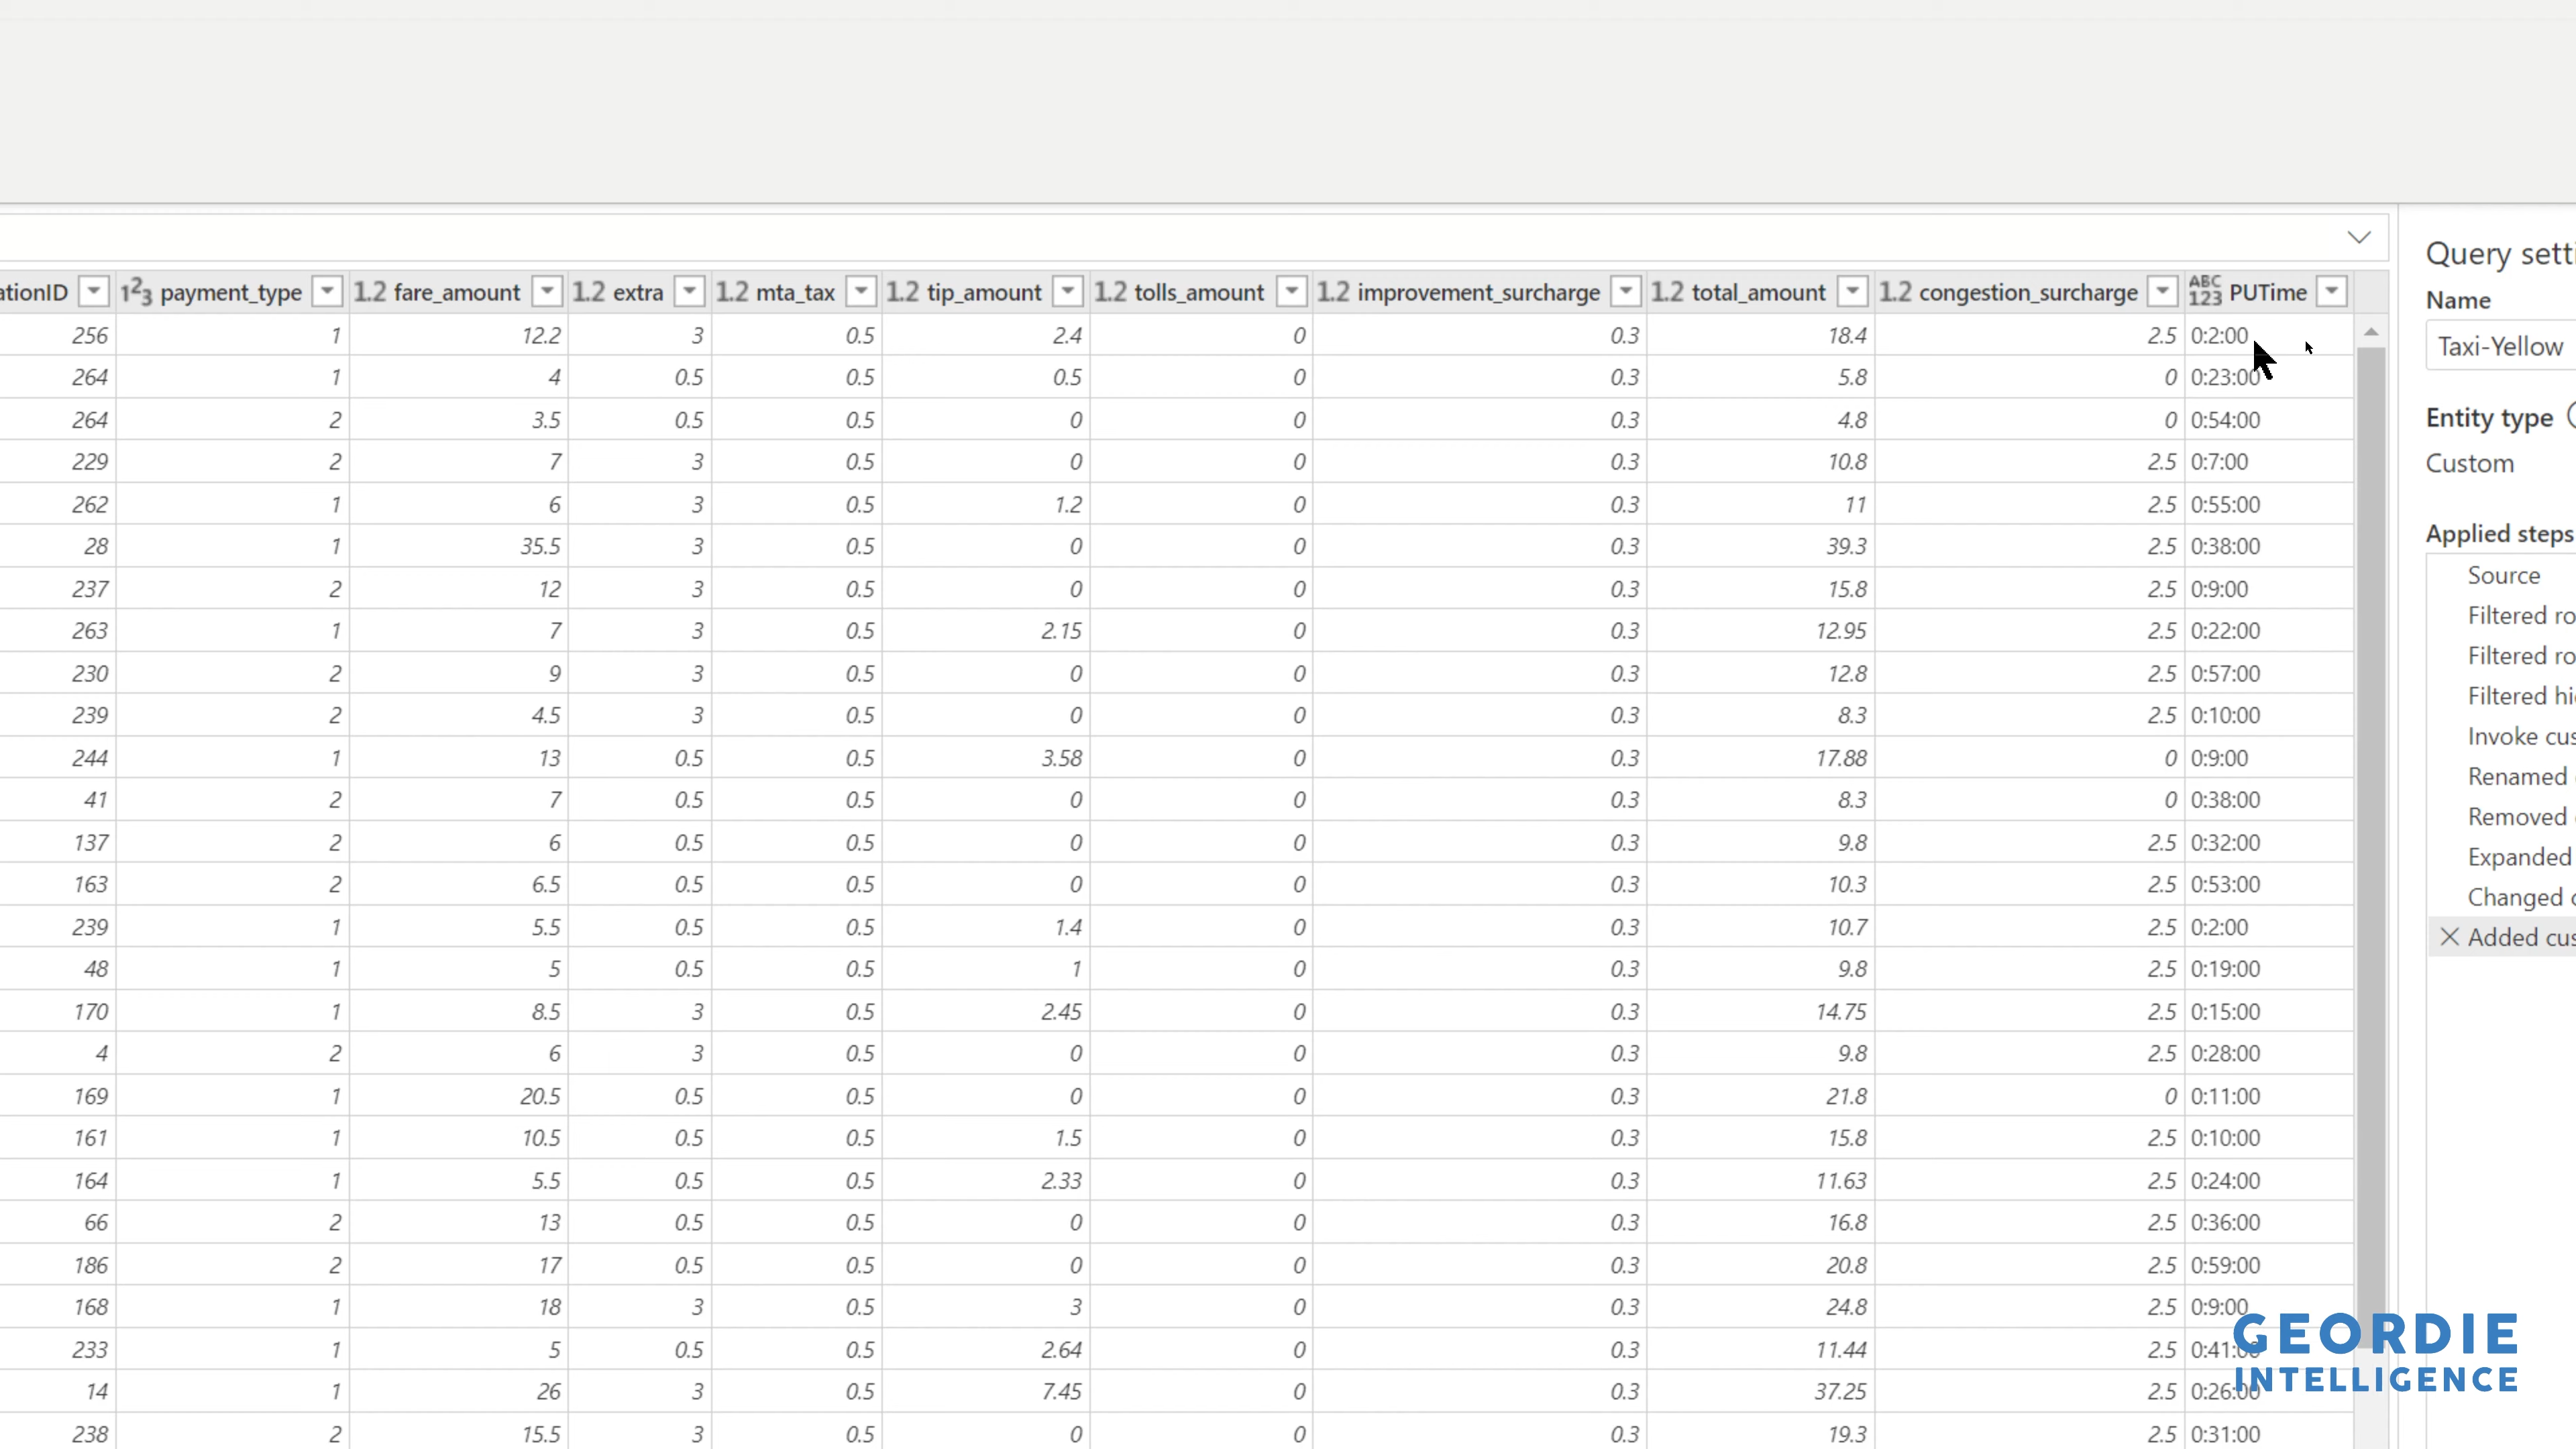 Query setti
Name
Taxi-Yellow
Entity type
Custom
Applied steps
Source
Filtered ro
Filtered ro
Filtered hi
Invoke cus
Renamed
Removed
Expanded
Changed c
Added cus
ationID 1²3 payment_type 1.2 fare_amount 1.2 extra 1.2 mta_tax 1.2 tip_amount 1.2 tolls_amount 1.2 improvement_surcharge 1.2 total_amount 1.2 congestion_surcharge ABC 123 PUTime
256 1 12.2 3 0.5 2.4 0 0.3 18.4 2.5 0:2:00
264 1 4 0.5 0.5 0.5 0 0.3 5.8 0 0:23:00
264 2 3.5 0.5 0.5 0 0 0.3 4.8 0 0:54:00
229 2 7 3 0.5 0 0 0.3 10.8 2.5 0:7:00
262 1 6 3 0.5 1.2 0 0.3 11 2.5 0:55:00
28 1 35.5 3 0.5 0 0 0.3 39.3 2.5 0:38:00
237 2 12 3 0.5 0 0 0.3 15.8 2.5 0:9:00
263 1 7 3 0.5 2.15 0 0.3 12.95 2.5 0:22:00
230 2 9 3 0.5 0 0 0.3 12.8 2.5 0:57:00
239 2 4.5 3 0.5 0 0 0.3 8.3 2.5 0:10:00
244 1 13 0.5 0.5 3.58 0 0.3 17.88 0 0:9:00
41 2 7 0.5 0.5 0 0 0.3 8.3 0 0:38:00
137 2 6 0.5 0.5 0 0 0.3 9.8 2.5 0:32:00
163 2 6.5 0.5 0.5 0 0 0.3 10.3 2.5 0:53:00
239 1 5.5 0.5 0.5 1.4 0 0.3 10.7 2.5 0:2:00
48 1 5 0.5 0.5 1 0 0.3 9.8 2.5 0:19:00
170 1 8.5 3 0.5 2.45 0 0.3 14.75 2.5 0:15:00
4 2 6 3 0.5 0 0 0.3 9.8 2.5 0:28:00
169 1 20.5 0.5 0.5 0 0 0.3 21.8 0 0:11:00
161 1 10.5 0.5 0.5 1.5 0 0.3 15.8 2.5 0:10:00
164 1 5.5 0.5 0.5 2.33 0 0.3 11.63 2.5 0:24:00
66 2 13 0.5 0.5 0 0 0.3 16.8 2.5 0:36:00
186 2 17 0.5 0.5 0 0 0.3 20.8 2.5 0:59:00
168 1 18 3 0.5 3 0 0.3 24.8 2.5 0:9:00
233 1 5 0.5 0.5 2.64 0 0.3 11.44 2.5 0:41:00
14 1 26 3 0.5 7.45 0 0.3 37.25 2.5 0:26:00
238 2 15.5 3 0.5 0 0 0.3 19.3 2.5 0:31:00
GEORDIE
INTELLIGENCE